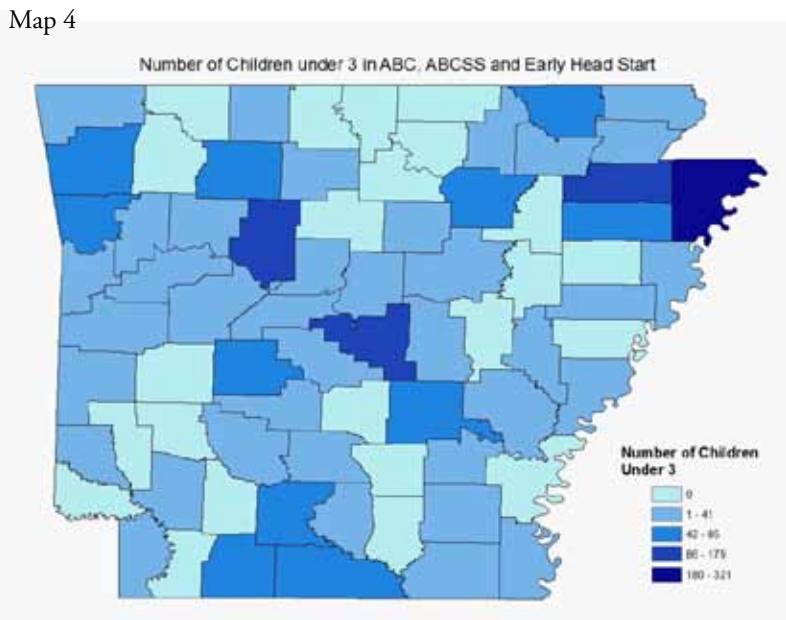 Map 4
Number of Children under 3 in ABC, ABCSS and Early Head Start
Number of Children
Under 3
0
1 - 41
42 - 85
86 - 179
180 - 321